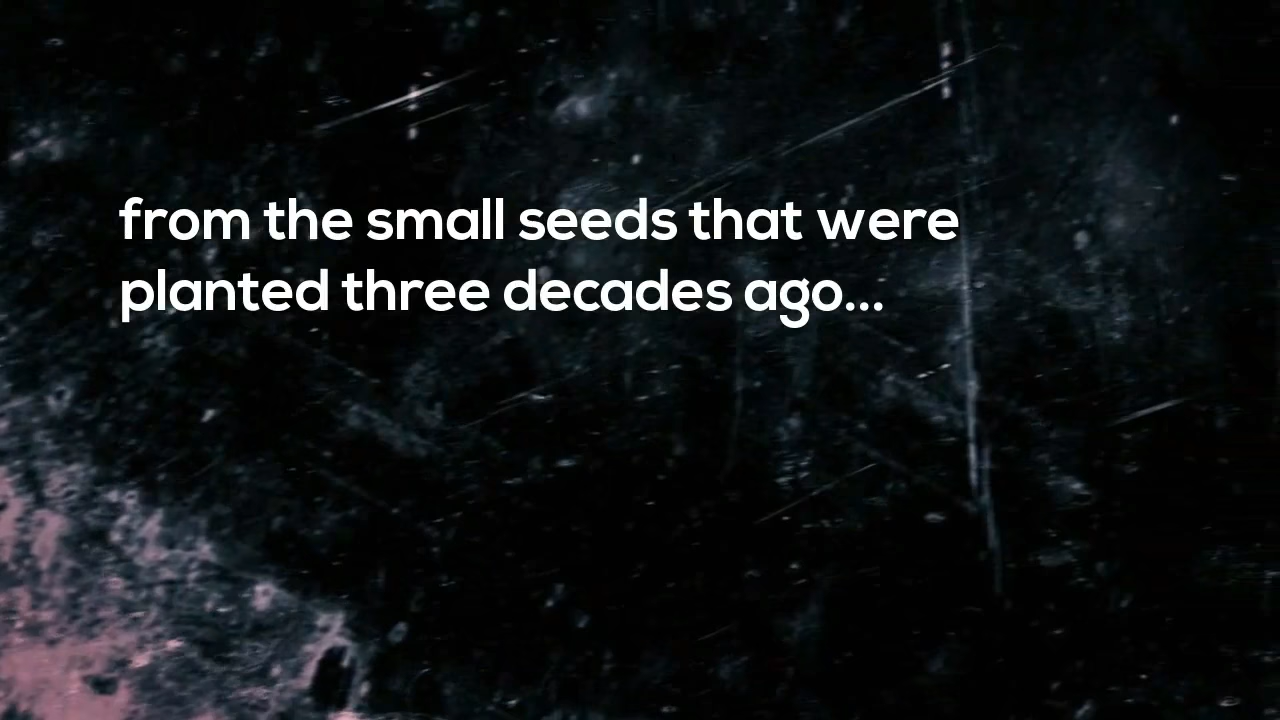 from the small seeds that were
planted three decades ago...